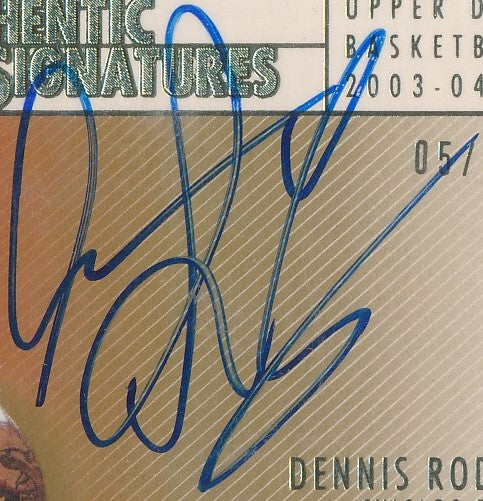 HENTIC
SIGNATURES
UPPER D
BASKETB
2003-04
05/
DENNIS ROD